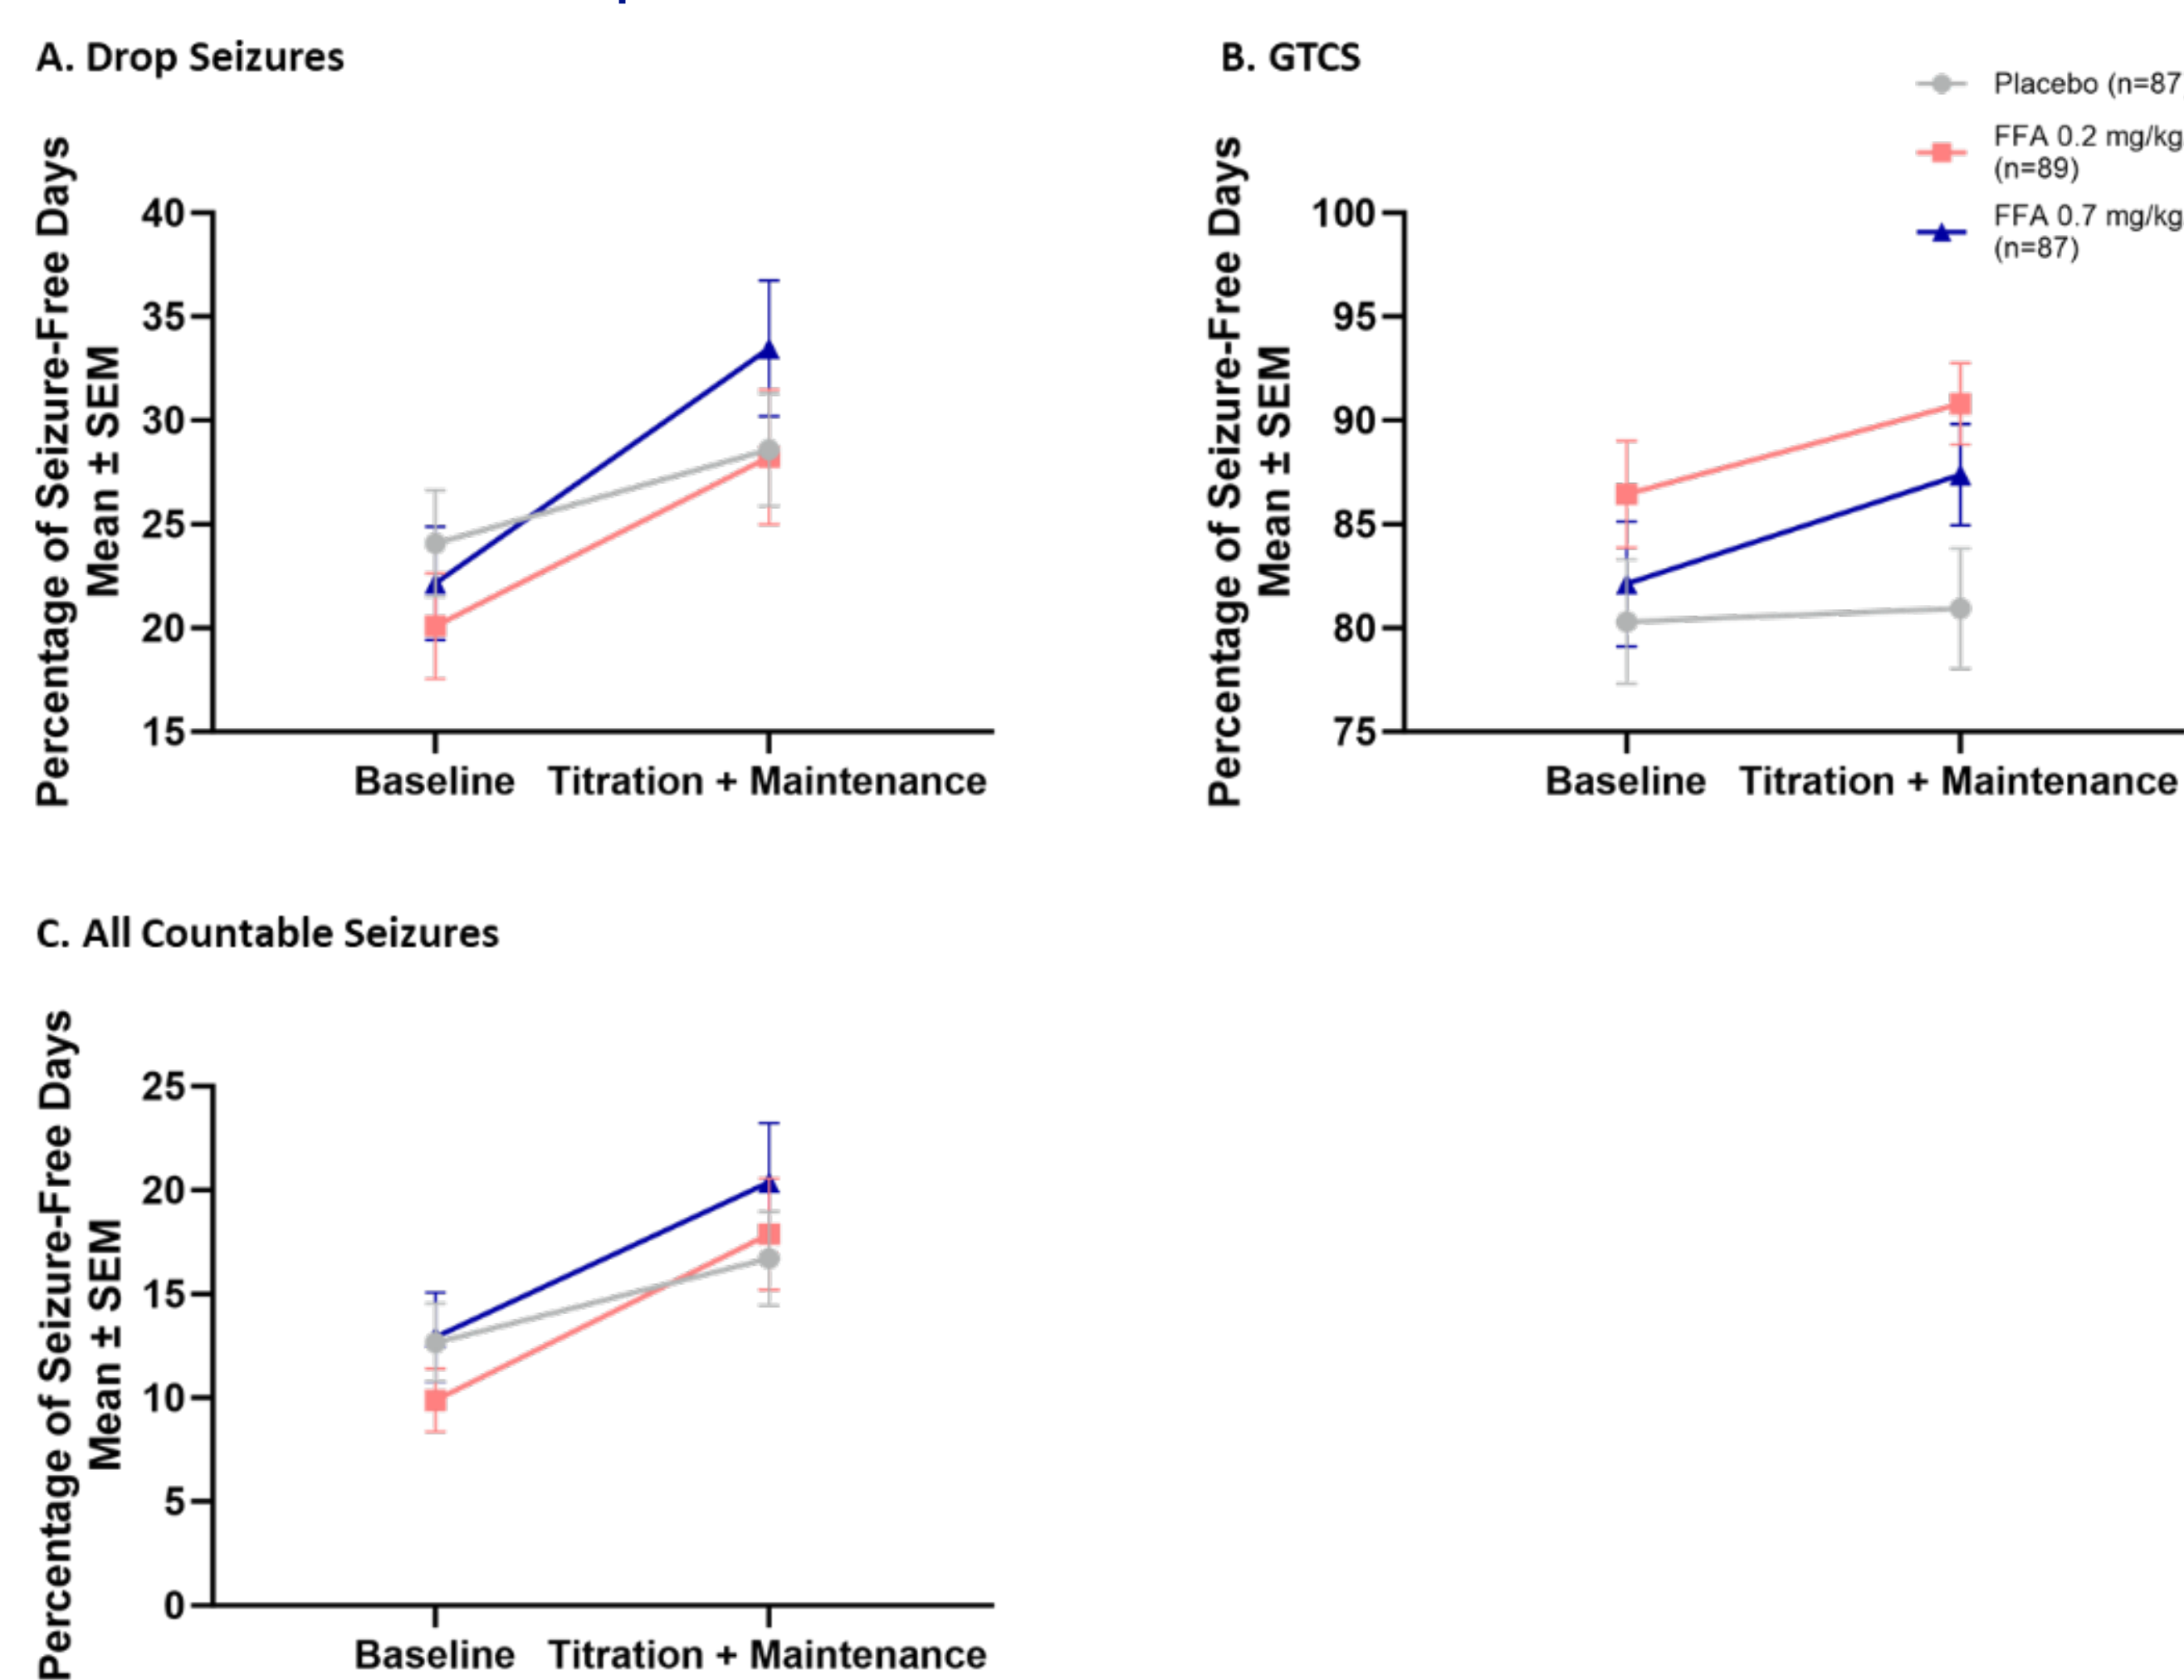 A. Drop Seizures
Percentage of Seizure-Free Days
Mean ± SEM
40
35
30
25
20
15
Baseline
Titration + Maintenance
B. GTCS
Placebo (n=87
FFA 0.2 mg/kg
(n=89)
FFA 0.7 mg/kg
(n=87)
Percentage of Seizure-Free Days
Mean ± SEM
100
95
90
85
80
75
Baseline
Titration + Maintenance
C. All Countable Seizures
Percentage of Seizure-Free Days
Mean ± SEM
25
20
15
10
5
0
Baseline
Titration + Maintenance